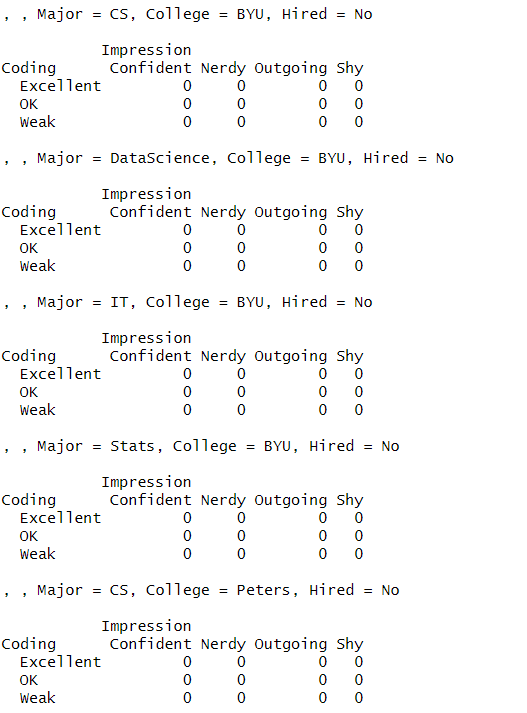 , , Major = CS, College = BYU, Hired = No
Impression
Coding Confident Nerdy Outgoing Shy
Excellent 0 0 0 0
OK 0 0 0 0
Weak 0 0 0 0
, , Major = DataScience, College = BYU, Hired = No
Impression
Coding Confident Nerdy Outgoing Shy
Excellent 0 0 0 0
OK 0 0 0 0
Weak 0 0 0 0
, , Major = IT, College = BYU, Hired = No
Impression
Coding Confident Nerdy Outgoing Shy
Excellent 0 0 0 0
OK 0 0 0 0
Weak 0 0 0 0
, , Major = Stats, College = BYU, Hired = No
Impression
Coding Confident Nerdy Outgoing Shy
Excellent 0 0 0 0
OK 0 0 0 0
Weak 0 0 0 0
, , Major = CS, College = Peters, Hired = No
Impression
Coding Confident Nerdy Outgoing Shy
Excellent 0 0 0 0
OK 0 0 0 0
Weak 0 0 0 0